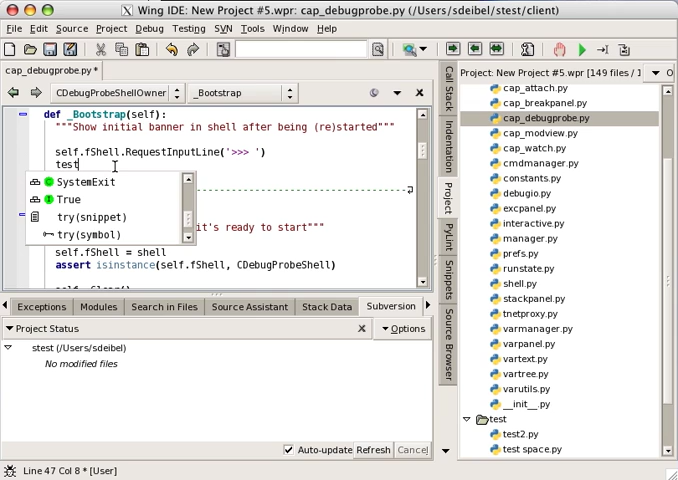 Wing IDE: New Project #5.wpr: cap_debugprobe.py (/Users/sdeibel/stest/client)
File Edit Source Project Debug Testing SVN Tools Window Help
cap_debugprobe.py *
CDebugProbeShellOwner _Bootstrap
def _Bootstrap(self):
"""Show initial banner in shell after being (re)started"""
self.fShell.RequestInputLine('>>> ')
test
SystemExit
True
try(snippet)
try(symbol)
it's ready to start"""
self.fShell = shell
assert isinstance(self.fShell, CDebugProbeShell)
Exceptions Modules Search in Files Source Assistant Stack Data Subversion
Project Status Options
stest (/Users/sdeibel)
No modified files
Auto-update Refresh Cancel
Line 47 Col 8 * [User]
Call Stack
Indentation
Project
PyLint
Snippets
Source Browser
Project: New Project #5.wpr [149 files / 1
cap_attach.py
cap_breakpanel.py
cap_debugprobe.py
cap_modview.py
cap_watch.py
cmdmanager.py
constants.py
debugio.py
excpanel.py
interactive.py
manager.py
prefs.py
runstate.py
shell.py
stackpanel.py
tnetproxy.py
varmanager.py
varpanel.py
vartext.py
vartree.py
varutils.py
__init__.py
test
test2.py
test space.py